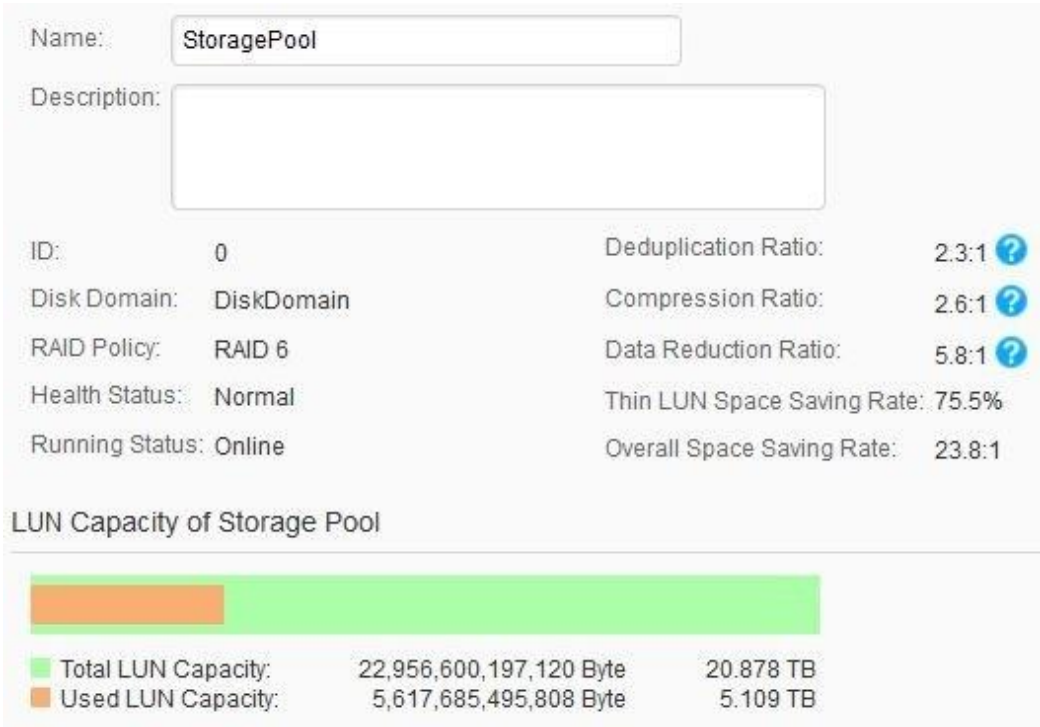 Name: StoragePool
Description:
ID: 0
Disk Domain: DiskDomain
RAID Policy: RAID 6
Health Status: Normal
Running Status: Online
Deduplication Ratio: 2.3:1 ?
Compression Ratio: 2.6:1 ?
Data Reduction Ratio: 5.8:1 ?
Thin LUN Space Saving Rate: 75.5%
Overall Space Saving Rate: 23.8:1
LUN Capacity of Storage Pool
Total LUN Capacity: 22,956,600,197,120 Byte 20.878 TB
Used LUN Capacity: 5,617,685,495,808 Byte 5.109 TB